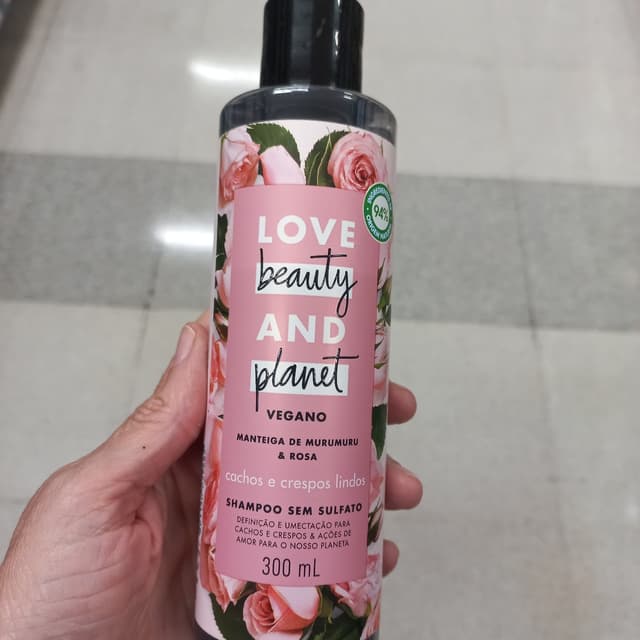 LOVE
beauty
AND
planet
VEGANO
MANTEIGA DE MURUMURU
& ROSA
cachos e crespos lindos
SHAMPOO SEM SULFATO
DEFINIÇÃO E UMECTAÇÃO PARA
CACHOS E CRESPOS & AÇÕES DE
AMOR PARA O NOSSO PLANETA
300 mL
94%